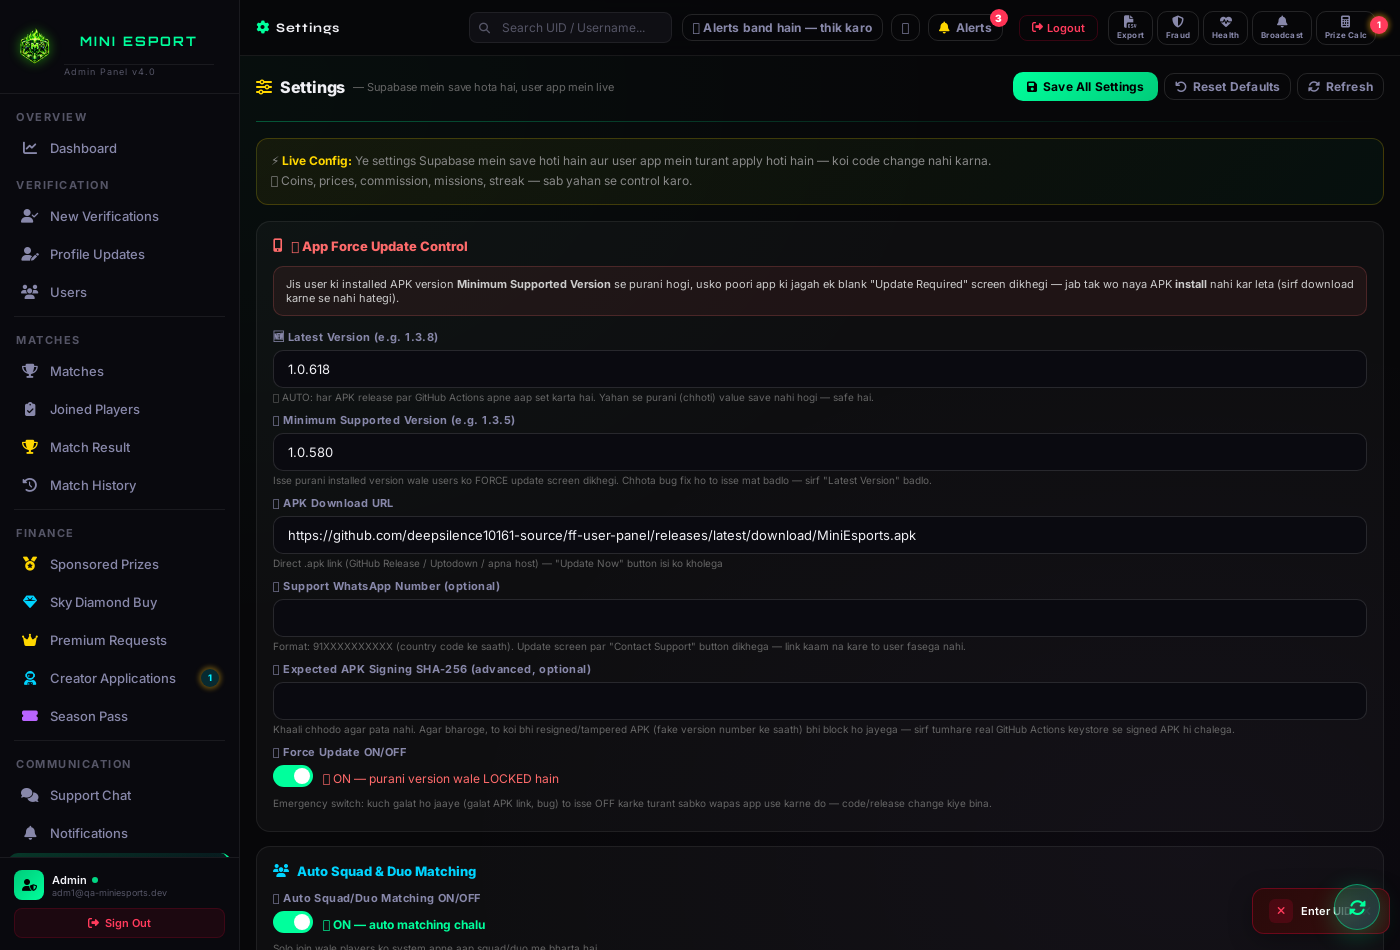 MINI ESPORT
Admin Panel v4.0
OVERVIEW
Dashboard
VERIFICATION
New Verifications
Profile Updates
Users
MATCHES
Matches
Joined Players
Match Result
Match History
FINANCE
Sponsored Prizes
Sky Diamond Buy
Premium Requests
Creator Applications 1
Season Pass
COMMUNICATION
Support Chat
Notifications
Admin
adm1@qa-miniesports.dev
Sign Out
Settings
Search UID / Username...
Alerts band hain — thik karo
Alerts 3
Logout
Export
Fraud
Health
Broadcast
Prize Calc
1
Settings — Supabase mein save hota hai, user app mein live
Save All Settings
Reset Defaults
Refresh
⚡ Live Config: Ye settings Supabase mein save hoti hain aur user app mein turant apply hoti hain — koi code change nahi karna.
Coins, prices, commission, missions, streak — sab yahan se control karo.
App Force Update Control
Jis user ki installed APK version Minimum Supported Version se purani hogi, usko poori app ki jagah ek blank "Update Required" screen dikhegi — jab tak wo naya APK install nahi kar leta (sirf download
karne se nahi hategi).
🆕 Latest Version (e.g. 1.3.8)
1.0.618
AUTO: har APK release par GitHub Actions apne aap set karta hai. Yahan se purani (chhoti) value save nahi hogi — safe hai.
Minimum Supported Version (e.g. 1.3.5)
1.0.580
Isse purani installed version wale users ko FORCE update screen dikhegi. Chhota bug fix ho to isse mat badlo — sirf "Latest Version" badlo.
APK Download URL
https://github.com/deepsilence10161-source/ff-user-panel/releases/latest/download/MiniEsports.apk
Direct .apk link (GitHub Release / Uptodown / apna host) — "Update Now" button isi ko kholega
Support WhatsApp Number (optional)
Format: 91XXXXXXXXXX (country code ke saath). Update screen par "Contact Support" button dikhega — link kaam na kare to user fasega nahi.
Expected APK Signing SHA-256 (advanced, optional)
Khaali chhodo agar pata nahi. Agar bharoge, to koi bhi resigned/tampered APK (fake version number ke saath) bhi block ho jayega — sirf tumhare real GitHub Actions keystore se signed APK hi chalega.
Force Update ON/OFF
ON — purani version wale LOCKED hain
Emergency switch: kuch galat ho jaaye (galat APK link, bug) to isse OFF karke turant sabko wapas app use karne do — code/release change kiye bina.
Auto Squad & Duo Matching
Auto Squad/Duo Matching ON/OFF
ON — auto matching chalu
Solo join wale players ko system apne aap squad/duo me bharta hai
Enter UID